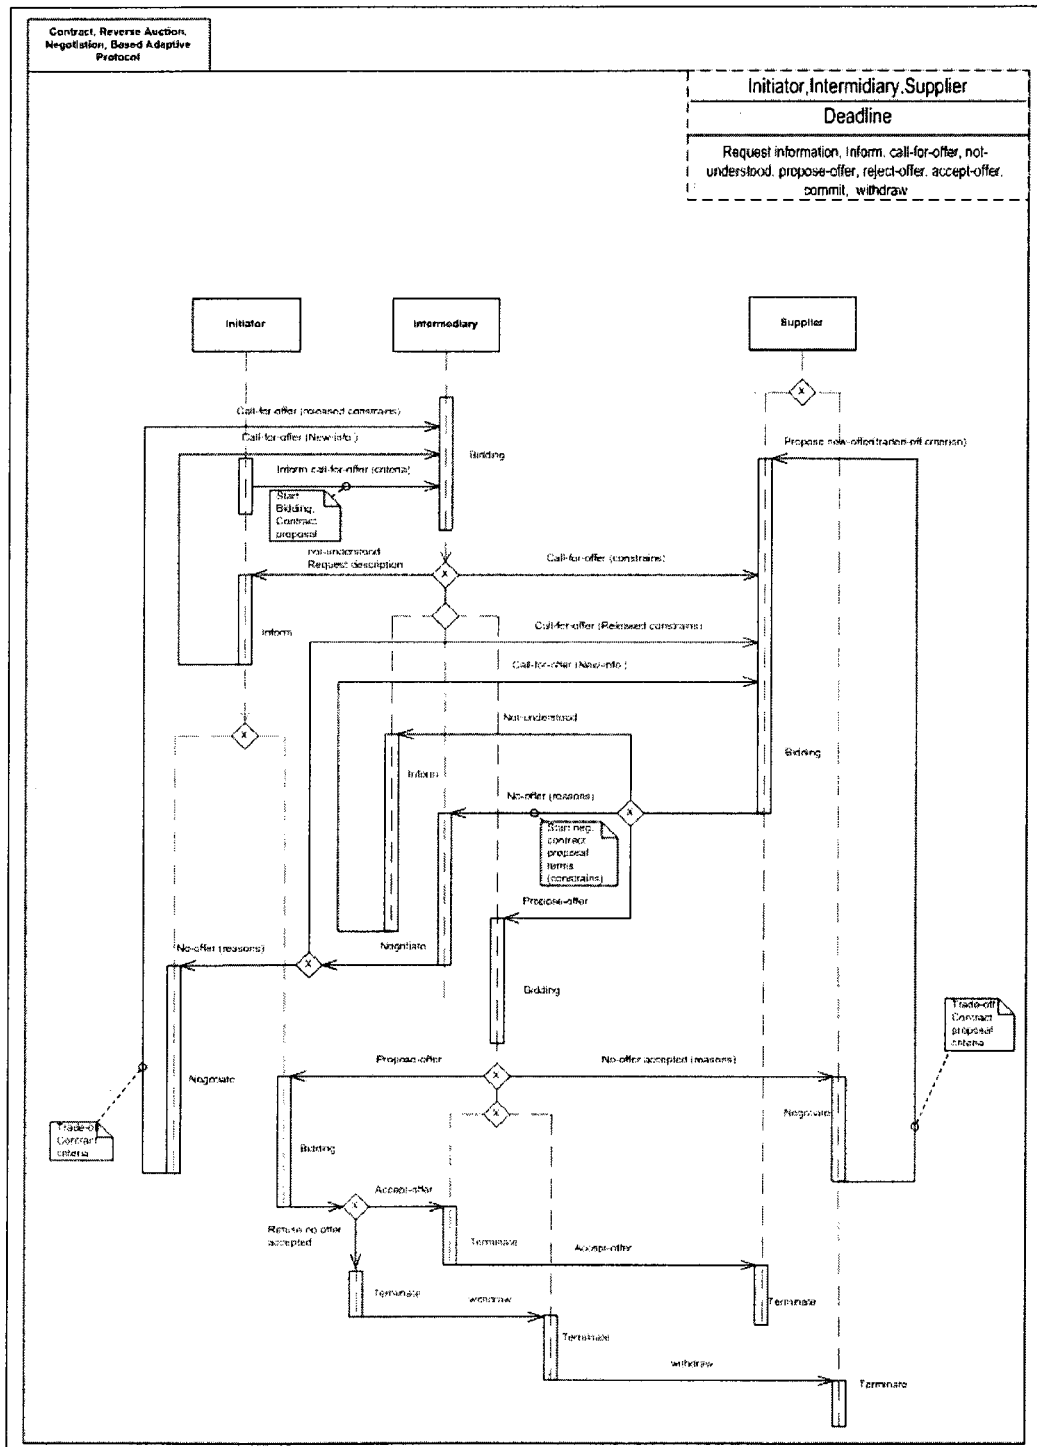 Contract, Reverse Auction,
Negotiation, Based Adaptive
Protocol
Initiator,Intermidiary.Supplier
Deadline
Request information, Inform. call-for-offer, not-
understood. propose-offer, reject-offer. accept-offer.
commit, withdraw
Initiator
Intermediary
Supplier
X
Call-for-offer (released constrains)
Call-for-offer (New-info )
Propose new-offer(traded-off criterion)
Bidding
Inform call-for-offer (criteria)
Start
Bidding,
Contract
proposal
not-understand
Request description
X
Call-for-offer (constrains)
Call-for-offer (Released constrains)
Inform
Call-for-offer (New-info )
Not-understood
X
Bidding
Inform
No-offer (reasons)
X
Start neg.
contract
proposal
terms
(constrains)
Propose-offer
No-offer (reasons)
Negotiate
X
Bidding
Trade-off
Contract
proposal
criteria
Propose-offer
No-offer accepted (reasons)
X
Negotiate
X
Negotiate
Trade-off
Contract
criteria
Bidding
Accept-offer
X
Refuse no offer
accepted
Terminate
Accept-offer
Terminate
withdraw
Terminate
Terminate
withdraw
Terminate